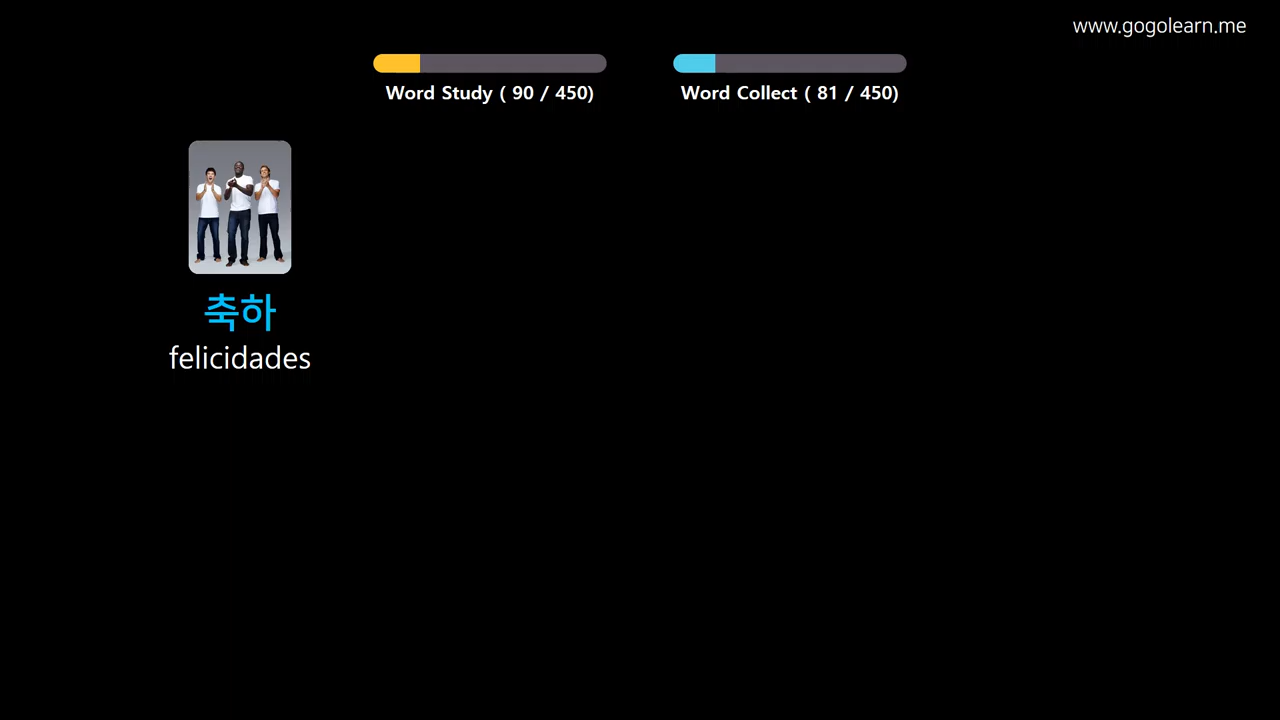 www.gogolearn.me
Word Study ( 90 / 450)
Word Collect ( 81 / 450)
축하
felicidades